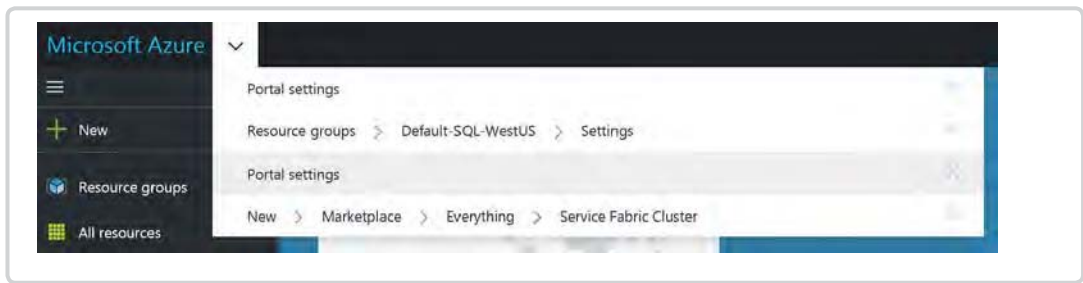 Microsoft Azure
Portal settings
New
Resource groups > Default-SQL-WestUS > Settings
Resource groups
Portal settings
All resources
New > Marketplace > Everything > Service Fabric Cluster